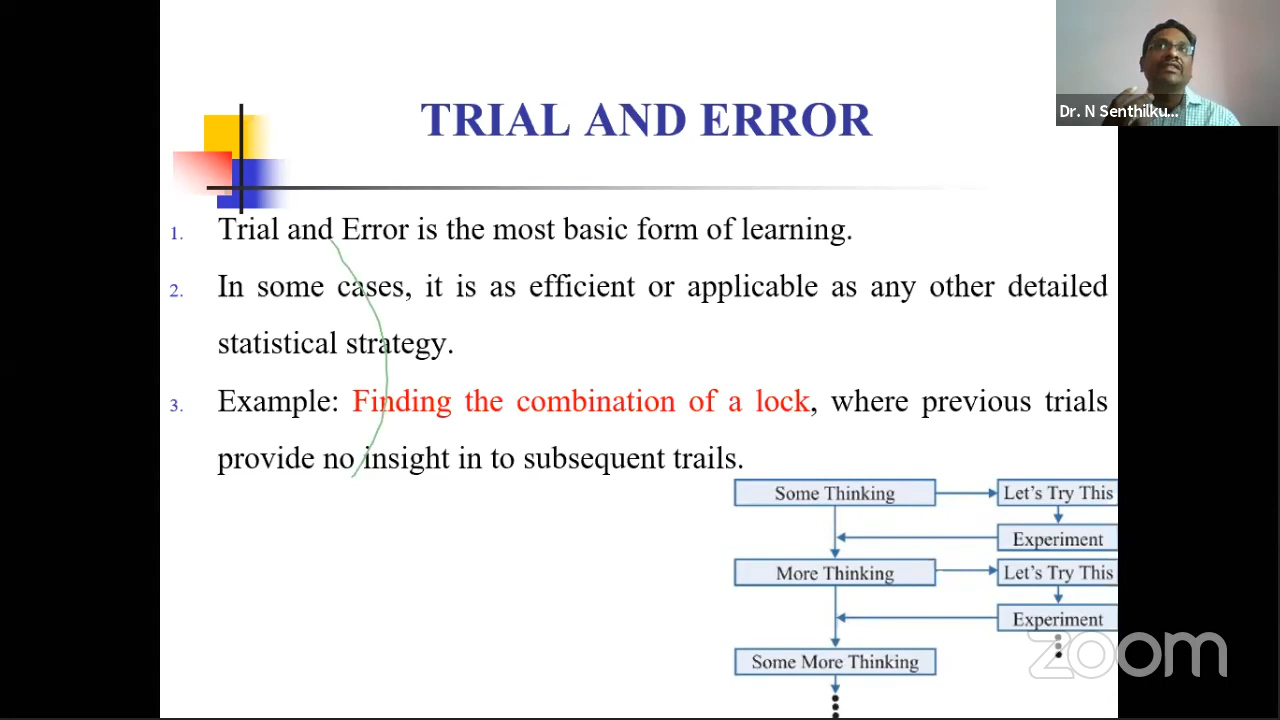 TRIAL AND ERROR
Dr. N Senthilku...
1. Trial and Error is the most basic form of learning.
2. In some cases, it is as efficient or applicable as any other detailed
statistical strategy.
3. Example: Finding the combination of a lock, where previous trials
provide no insight in to subsequent trails.
Some Thinking
Let's Try This
Experiment
More Thinking
Let's Try This
Experiment
Some More Thinking
zoom